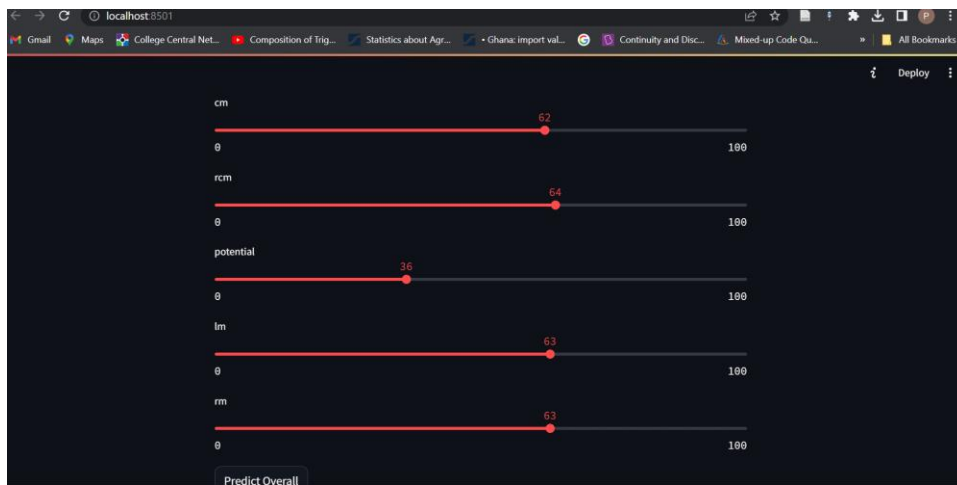 localhost:8501
P
Gmail Maps College Central Net... Composition of Trig... Statistics about Agr... • Ghana: import val... G Continuity and Disc... Mixed-up Code Qu... » All Bookmarks
i Deploy
cm
62
0 100
rcm
64
0 100
potential
36
0 100
lm
63
0 100
rm
63
0 100
Predict Overall